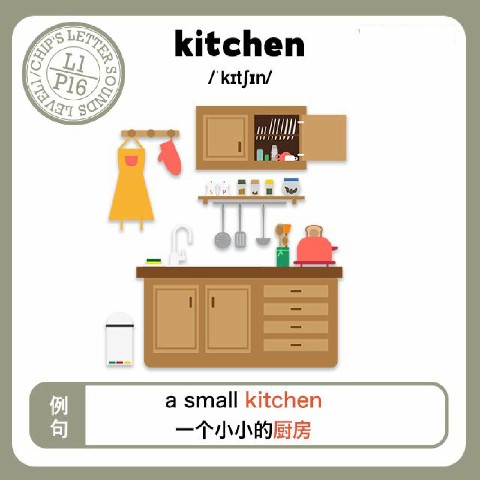 kitchen
/ˈkɪtʃɪn/
CHIP'S LETTER SOUNDS LEVEL1/
L1
P16
例句
a small kitchen
一个小小的厨房